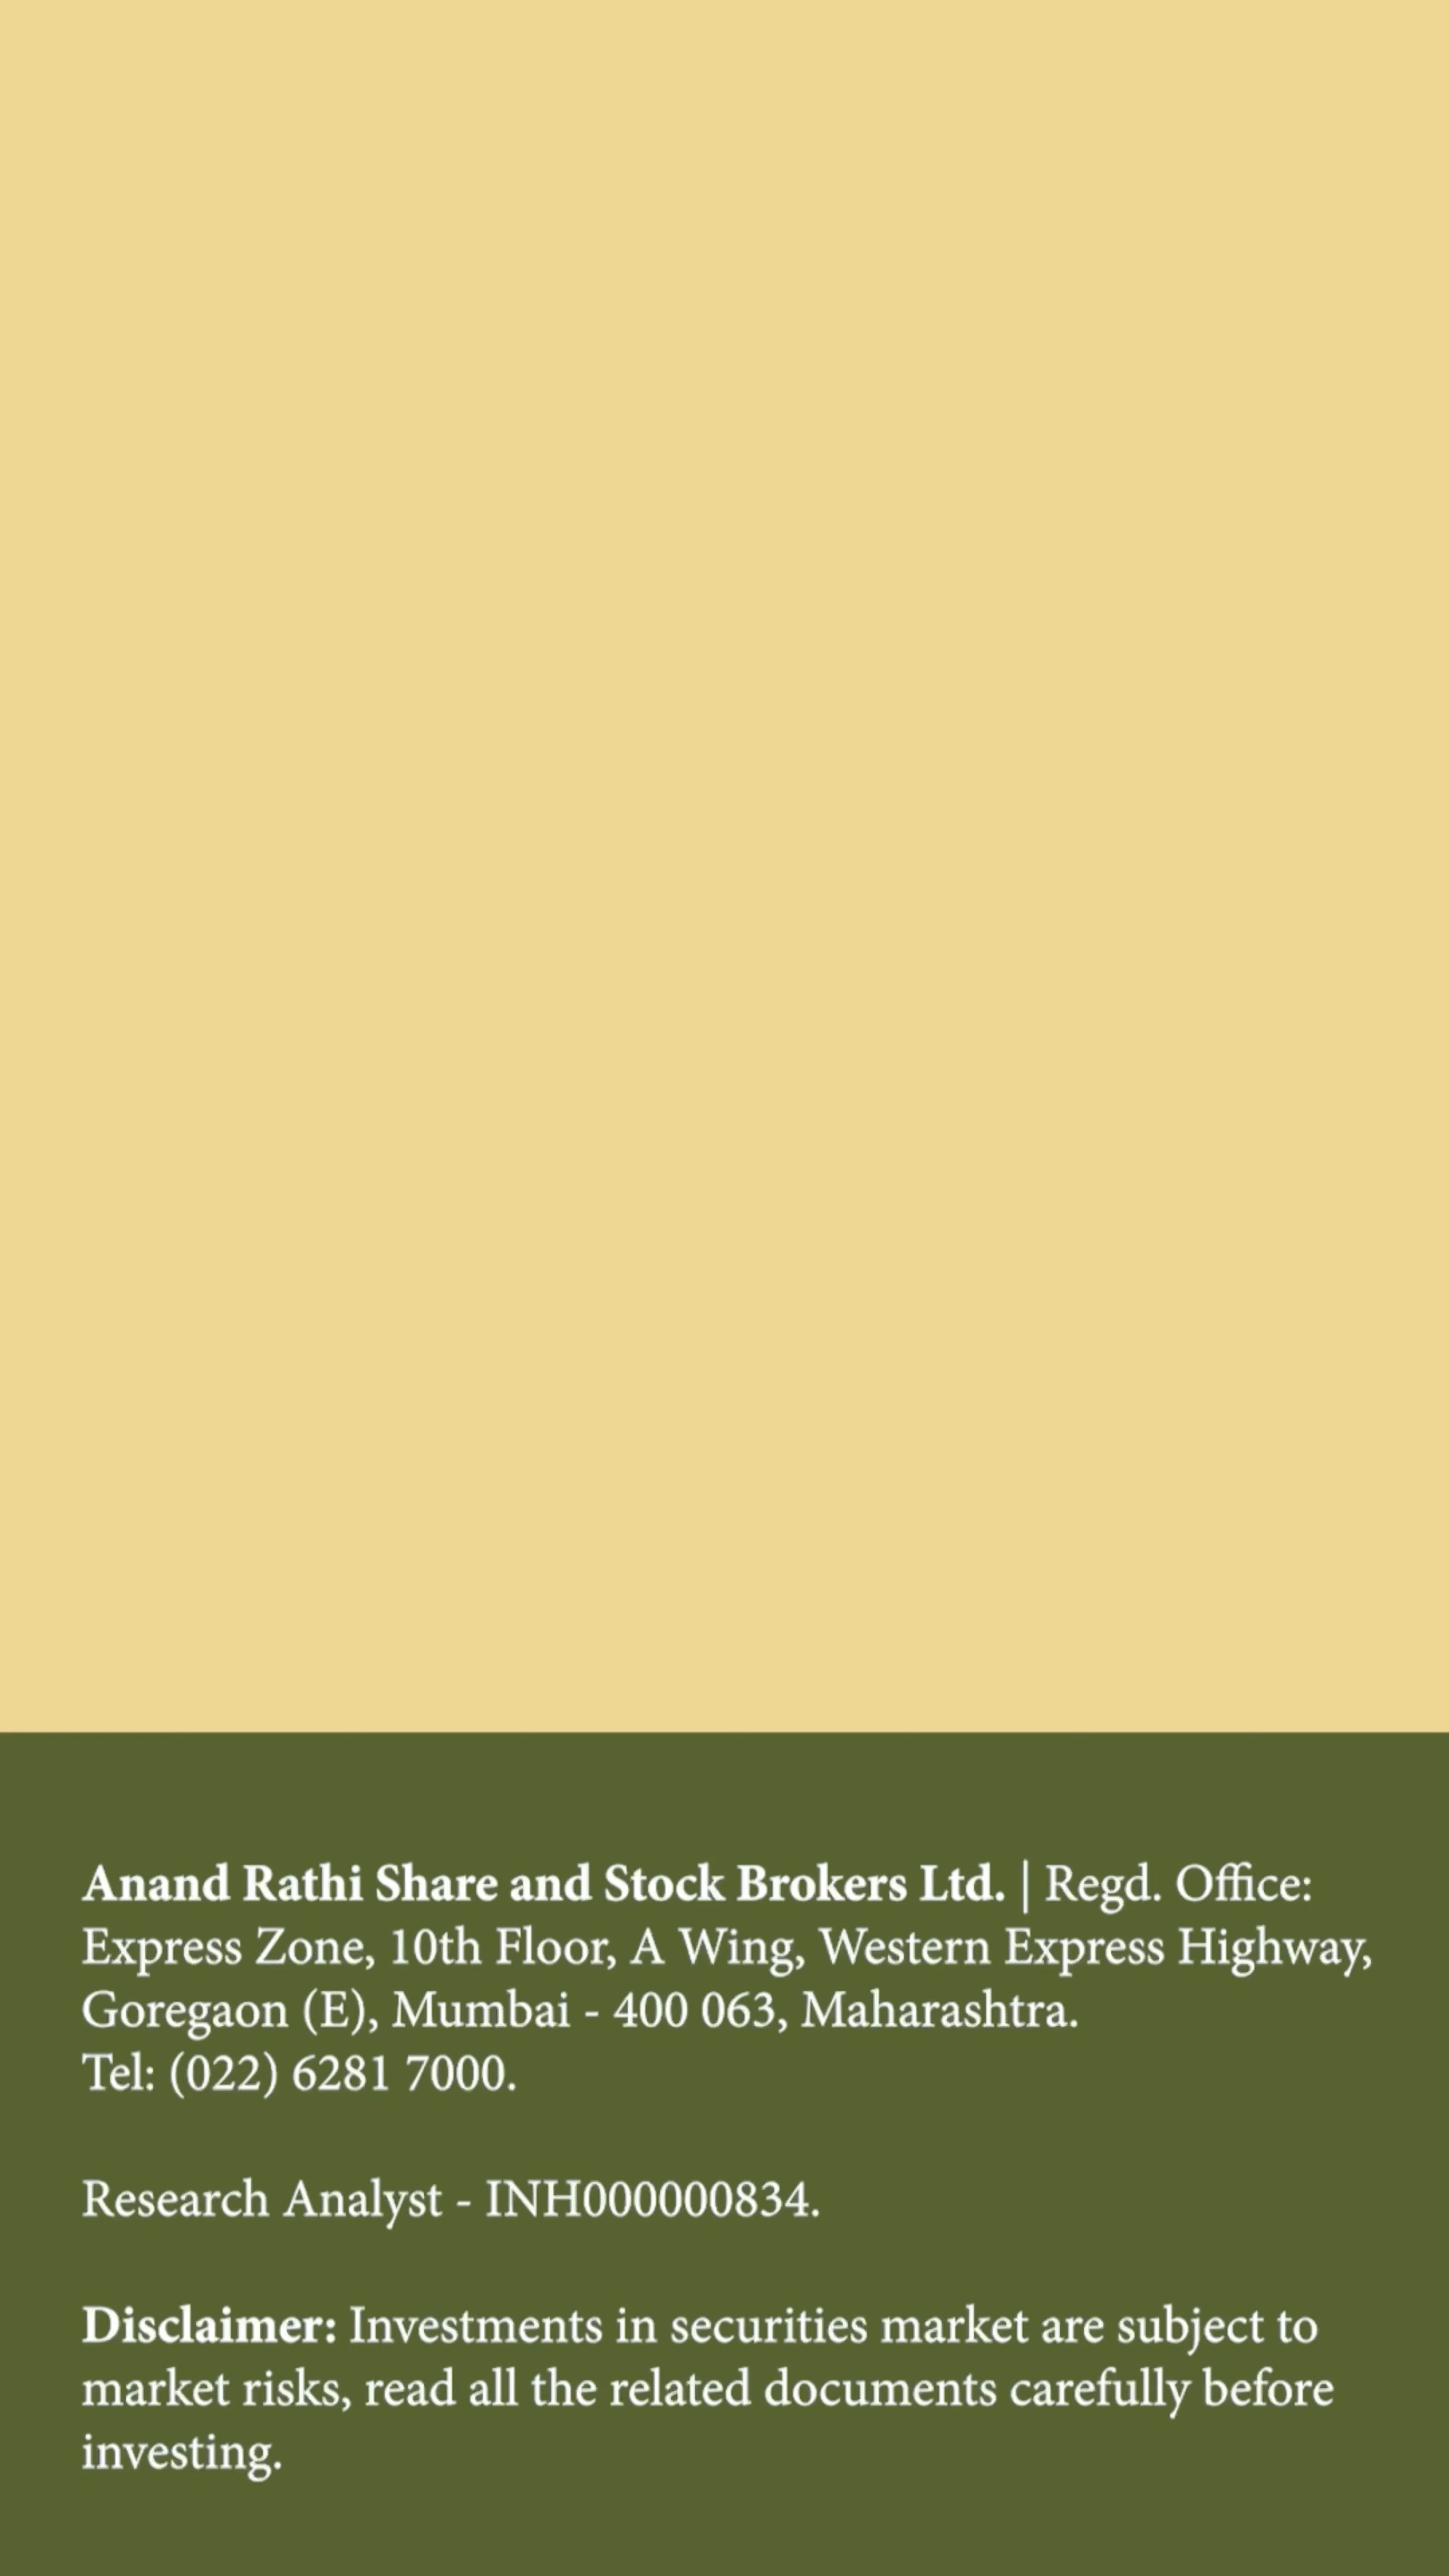 Anand Rathi Share and Stock Brokers Ltd. | Regd. Office:
Express Zone, 10th Floor, A Wing, Western Express Highway,
Goregaon (E), Mumbai - 400 063, Maharashtra.
Tel: (022) 6281 7000.
Research Analyst - INH000000834.
Disclaimer: Investments in securities market are subject to
market risks, read all the related documents carefully before
investing.